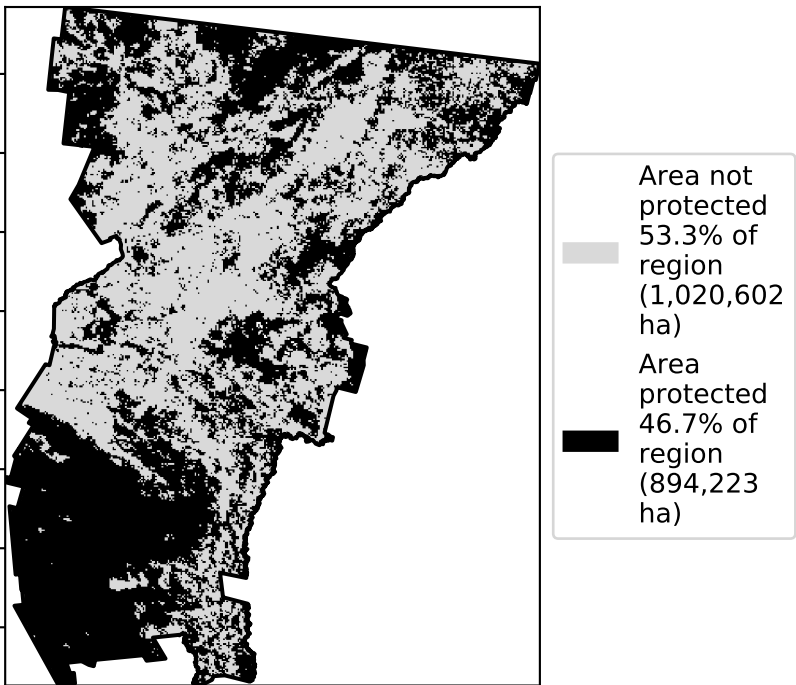 Area not
protected
53.3% of
region
(1,020,602
ha)
Area
protected
46.7% of
region
(894,223
ha)